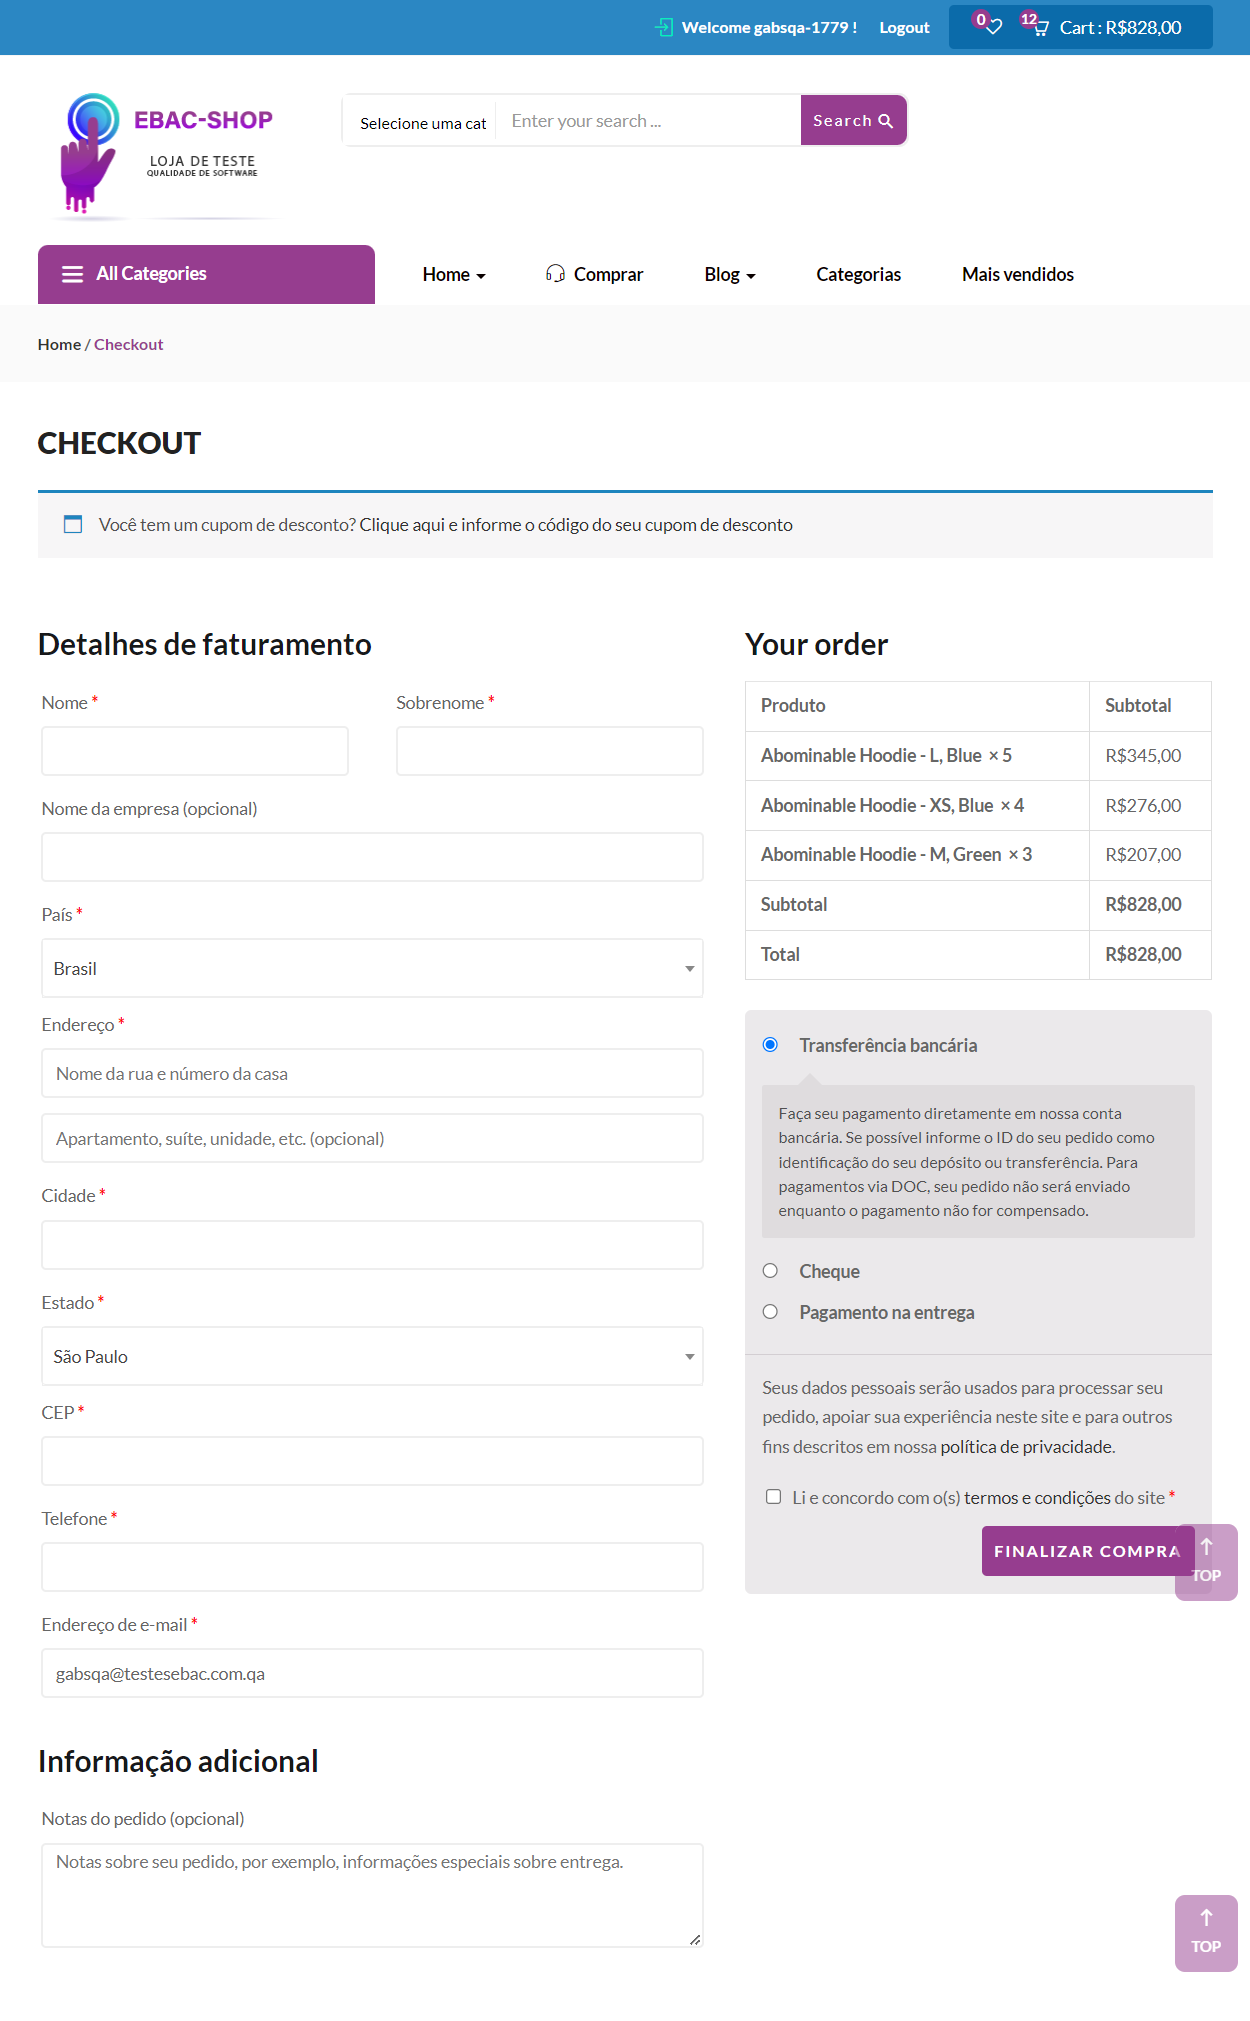 Welcome gabsqa-1779 !
Logout
0
12
Cart : R$828,00
EBAC-SHOP
LOJA DE TESTE
QUALIDADE DE SOFTWARE
Selecione uma cat
Enter your search ...
Search
All Categories
Home
Comprar
Blog
Categorias
Mais vendidos
Home / Checkout
CHECKOUT
Você tem um cupom de desconto? Clique aqui e informe o código do seu cupom de desconto
Detalhes de faturamento
Nome *
Sobrenome *
Nome da empresa (opcional)
País *
Brasil
Endereço *
Nome da rua e número da casa
Apartamento, suíte, unidade, etc. (opcional)
Cidade *
Estado *
São Paulo
CEP *
Telefone *
Endereço de e-mail *
gabsqa@testesebac.com.qa
Informação adicional
Notas do pedido (opcional)
Notas sobre seu pedido, por exemplo, informações especiais sobre entrega.
Your order
Produto Subtotal
Abominable Hoodie - L, Blue × 5 R$345,00
Abominable Hoodie - XS, Blue × 4 R$276,00
Abominable Hoodie - M, Green × 3 R$207,00
Subtotal R$828,00
Total R$828,00
Transferência bancária
Faça seu pagamento diretamente em nossa conta
bancária. Se possível informe o ID do seu pedido como
identificação do seu depósito ou transferência. Para
pagamentos via DOC, seu pedido não será enviado
enquanto o pagamento não for compensado.
Cheque
Pagamento na entrega
Seus dados pessoais serão usados para processar seu
pedido, apoiar sua experiência neste site e para outros
fins descritos em nossa política de privacidade.
Li e concordo com o(s) termos e condições do site *
FINALIZAR COMPRA
TOP
TOP